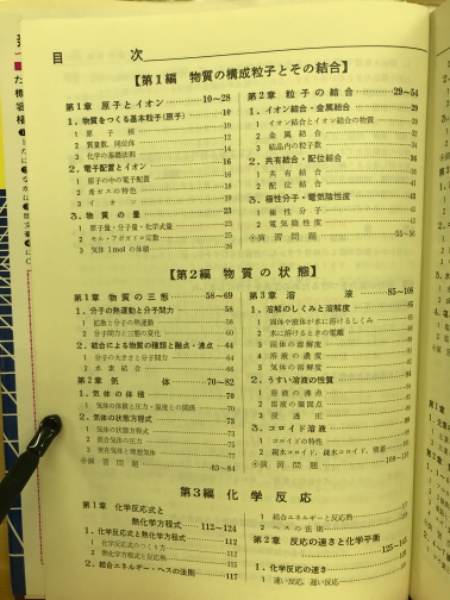 目 次
【第1編 物質の構成粒子とその結合】
第1章 原子とイオン 10~28
1. 物質をつくる基本粒子(原子) 10
1 原子核 10
2 質量数, 同位体 12
3 化学の基礎法則 14
2. 電子配置とイオン 16
1 原子の中の電子配置 16
2 希ガスの特色 18
3 イオン 19
3. 物質の量 23
1 原子量・分子量・化学式量 23
2 モル・アボガドロ定数 25
3 気体1molの体積 26
第2章 粒子の結合 29~54
1. イオン結合・金属結合 29
1 イオン結合とイオン結合の物質 29
2 金属結合 32
3 結晶内の粒子数 34
2. 共有結合・配位結合 36
1 共有結合 36
2 配位結合 41
3. 極性分子・電気陰性度 43
1 極性分子 43
2 電気陰性度
◎演習問題 55~56
【第2編 物質の状態】
第1章 物質の三形 58~69
1. 分子の熱運動と分子間力 58
1 拡散と分子の熱運動 58
2 分子間力と三態の変化 60
2. 結合による物質の種類と融点・沸点 64
1 分子の大きさと分子間力 64
2 水素結合 66
第2章 気体 70~82
1. 気体の体積 70
1 気体の体積と圧力・温度との関係 70
2. 気体の状態方程式 73
1 気体の状態方程式 73
2 混合気体の圧力 75
3 実在気体と理想気体 77
◎演習問題 83~84
第3章 溶液 85~108
1. 溶解のしくみと溶解度 85
1 固体や液体が水に溶けるしくみ
2 水に溶けるときの電離
3 固体の溶解度
4 溶液の濃度
5 気体の溶解度
2. うすい溶液の性質
1 溶液の沸点
2 溶液の凝固点
3 浸透圧
3. コロイド溶液
1 コロイドの特性
2 親水コロイド, 疎水コロイド, 吸着
◎演習問題 109~110
第3編 化学反応
第1章 化学反応式と
熱化学方程式 112~124
1. 化学反応式と熱化学方程式 112
1 化学反応式のつくり方 112
2 熱化学方程式と反応熱
2. 結合エネルギー・ヘスの法則 117
1 結合エネルギーと反応熱
2 ヘスの法則
第2章 反応の速さと化学平衡
1. 化学反応の速さ
1 速い反応, 遅い反応